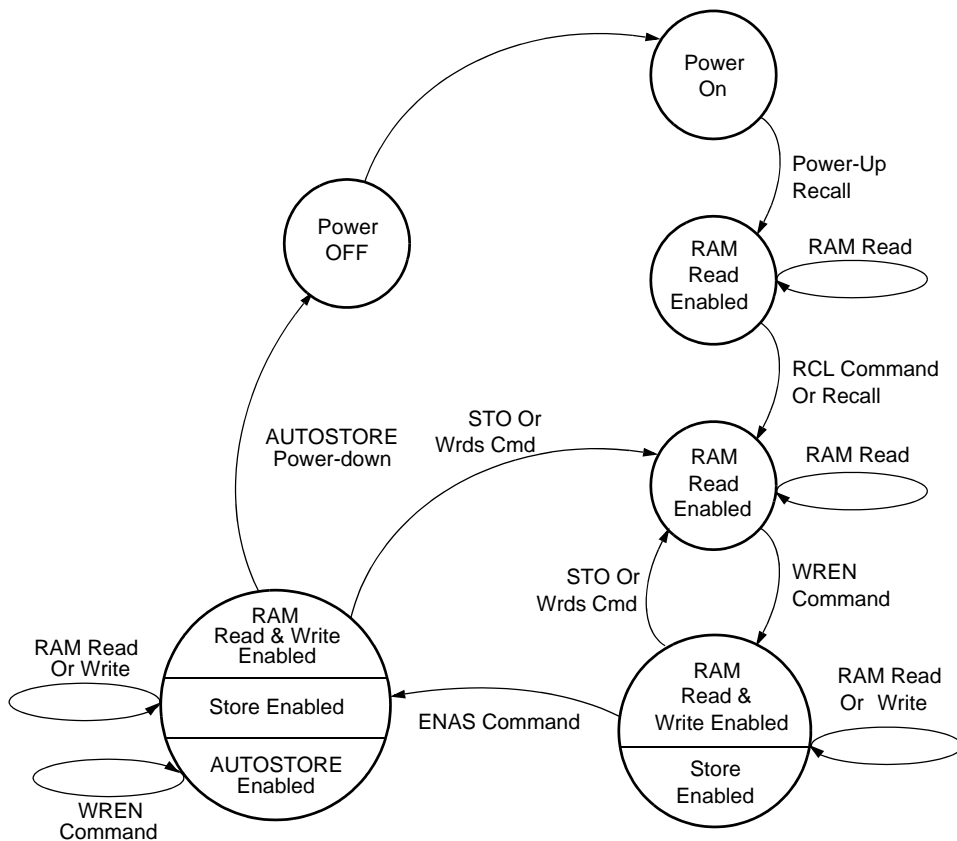 Power
On
Power-Up
Recall
Power
OFF
RAM
Read
Enabled
RAM Read
RCL Command
Or Recall
AUTOSTORE
Power-down
STO Or
Wrds Cmd
RAM
Read
Enabled
RAM Read
STO Or
Wrds Cmd
WREN
Command
RAM
Read & Write
Enabled
Store Enabled
AUTOSTORE
Enabled
RAM Read
Or Write
WREN
Command
ENAS Command
RAM
Read &
Write Enabled
Store
Enabled
RAM Read
Or Write